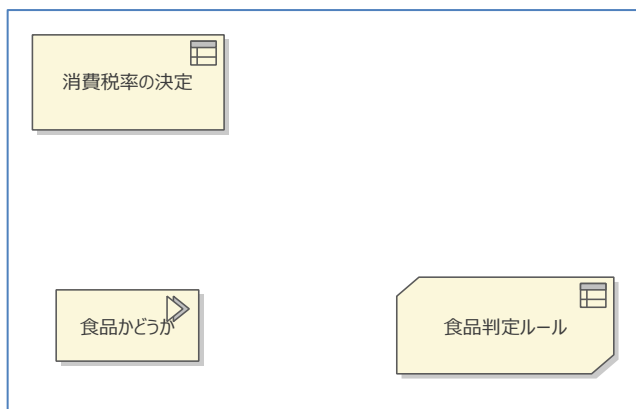 消費税率の決定
食品かどうか
食品判定ルール